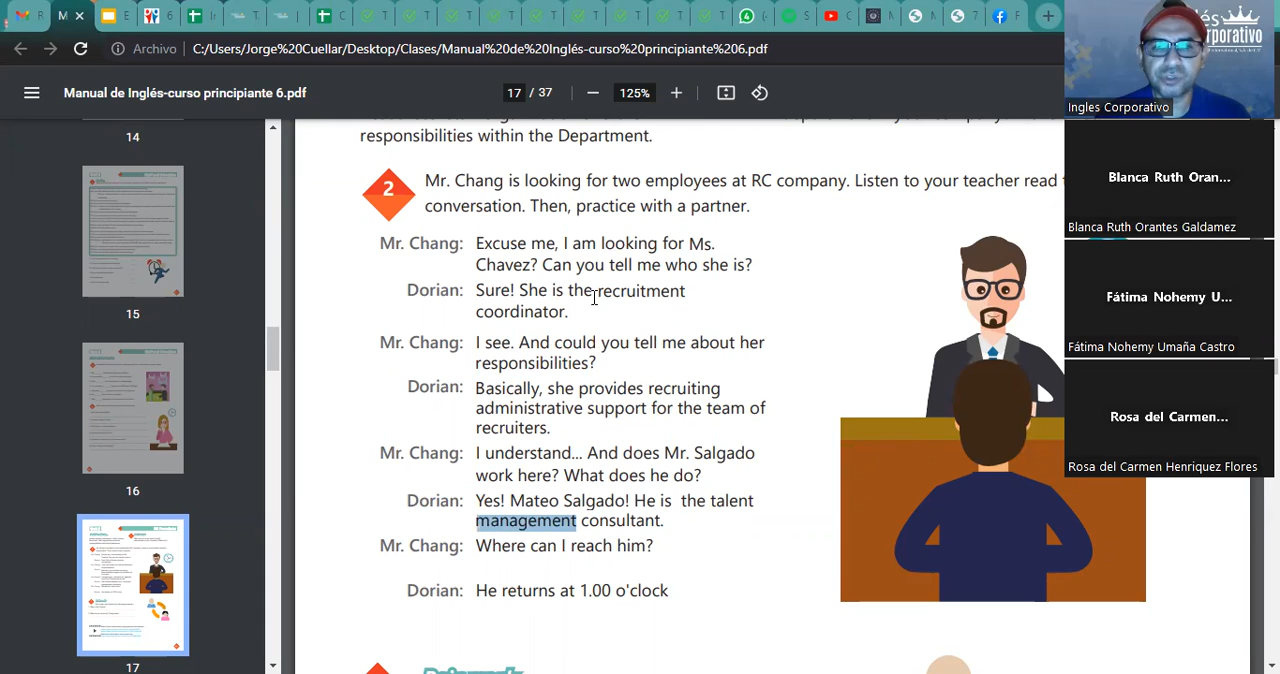 M
R
E
6
In
T
C
T
T
T
T
T
T
T
T
T
(
S
C
N
N
7
F
Archivo
C:/Users/Jorge%20Cuellar/Desktop/Clases/Manual%20de%20Inglés-curso%20principiante%206.pdf
Manual de Inglés-curso principiante 6.pdf
17 / 37
125%
14
15
16
17
responsibilities within the Department.
2
Mr. Chang is looking for two employees at RC company. Listen to your teacher read
conversation. Then, practice with a partner.
Mr. Chang: Excuse me, I am looking for Ms.
Chavez? Can you tell me who she is?
Dorian: Sure! She is the recruitment
coordinator.
Mr. Chang: I see. And could you tell me about her
responsibilities?
Dorian: Basically, she provides recruiting
administrative support for the team of
recruiters.
Mr. Chang: I understand... And does Mr. Salgado
work here? What does he do?
Dorian: Yes! Mateo Salgado! He is the talent
management consultant.
Mr. Chang: Where can I reach him?
Dorian: He returns at 1.00 o'clock
Ingles Corporativo
Blanca Ruth Oran...
Blanca Ruth Orantes Galdamez
Fátima Nohemy U...
Fátima Nohemy Umaña Castro
Rosa del Carmen...
Rosa del Carmen Henriquez Flores